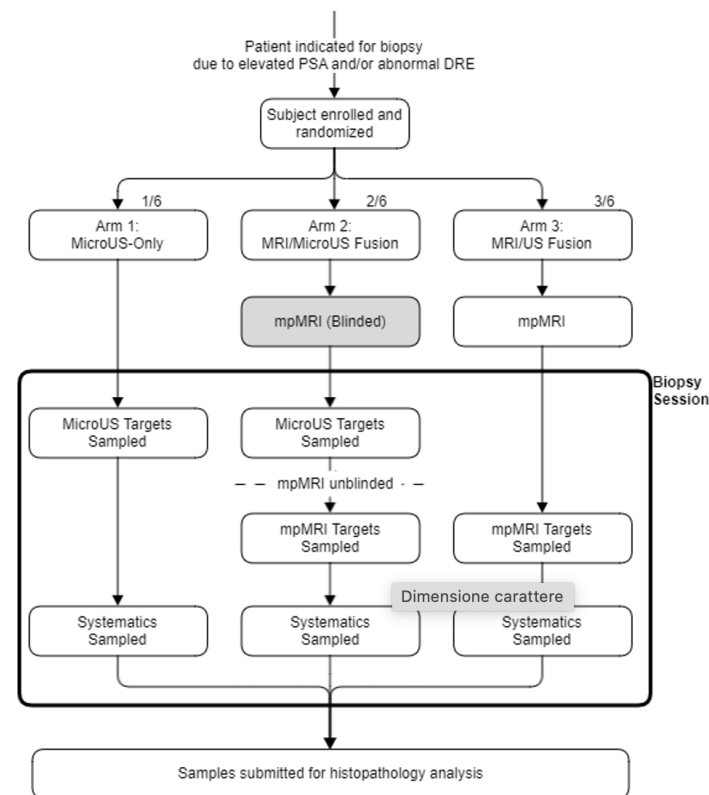 Patient indicated for biopsy
due to elevated PSA and/or abnormal DRE
Subject enrolled and
randomized
1/6
2/6
3/6
Arm 1:
MicroUS-Only
Arm 2:
MRI/MicroUS Fusion
Arm 3:
MRI/US Fusion
mpMRI (Blinded)
mpMRI
Biopsy
Session
MicroUS Targets
Sampled
MicroUS Targets
Sampled
mpMRI unblinded
mpMRI Targets
Sampled
mpMRI Targets
Sampled
Dimensione carattere
Systematics
Sampled
Systematics
Sampled
Systematics
Sampled
Samples submitted for histopathology analysis